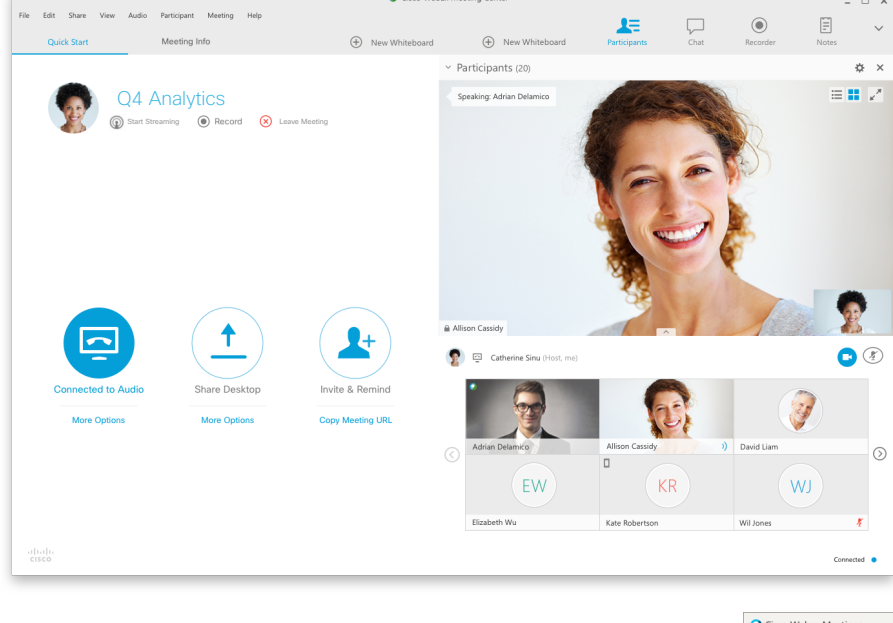 File Edit Share View Audio Participant Meeting Help
Quick Start
Meeting Info
New Whiteboard
New Whiteboard
Participants
Chat
Recorder
Notes
Participants (20)
Speaking: Adrian Delamico
Q4 Analytics
Start Streaming
Record
Leave Meeting
Allison Cassidy
Catherine Sinu (Host, me)
Connected to Audio
Share Desktop
Invite & Remind
More Options
More Options
Copy Meeting URL
Adrian Delamico
Allison Cassidy
David Liam
EW
KR
WJ
Elizabeth Wu
Kate Robertson
Wil Jones
CISCO
Connected